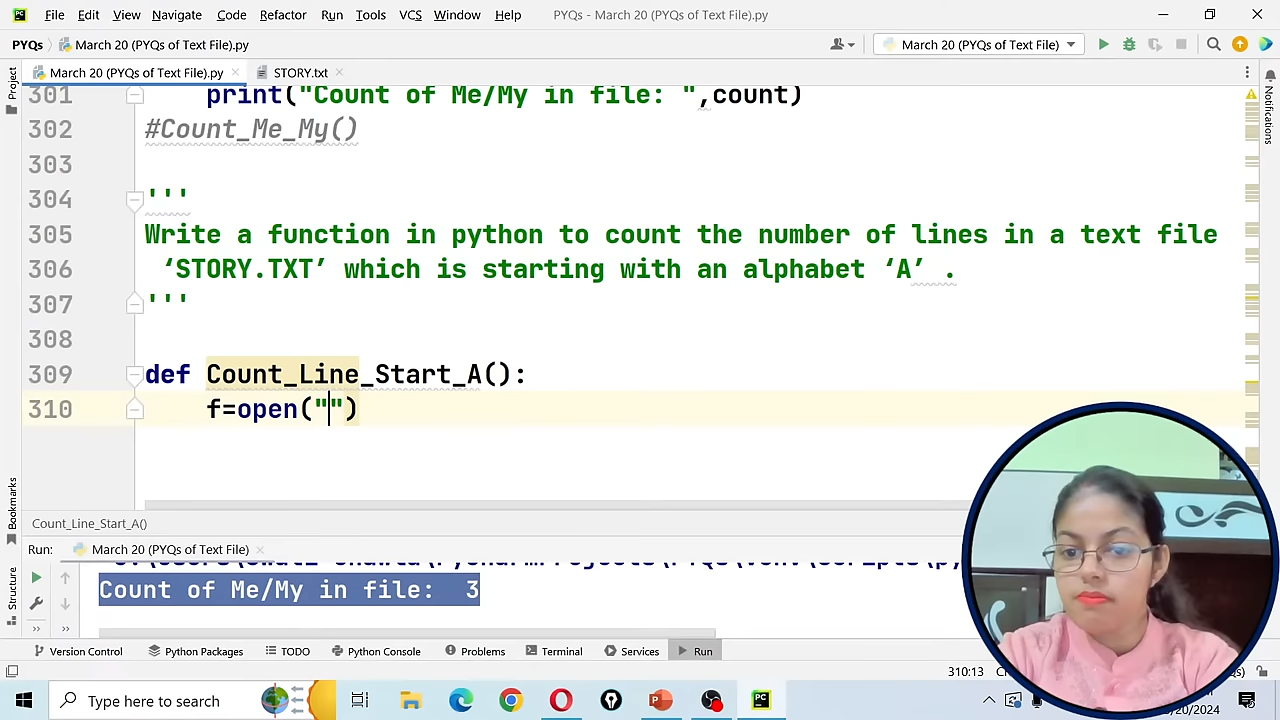 File Edit View Navigate Code Refactor Run Tools VCS Window Help PYQs - March 20 (PYQs of Text File).py
PYQs March 20 (PYQs of Text File).py March 20 (PYQs of Text File)
March 20 (PYQs of Text File).py STORY.txt
Project
Notifications
301 print("Count of Me/My in file: ",count)
302 #Count_Me_My()
303
304 '''
305 Write a function in python to count the number of lines in a text file
306 ‘STORY.TXT’ which is starting with an alphabet ‘A’ .
307 '''
308
309 def Count_Line_Start_A():
310 f=open("")
Bookmarks
Structure
Count_Line_Start_A()
Run: March 20 (PYQs of Text File)
Count of Me/My in file: 3
Version Control Python Packages TODO Python Console Problems Terminal Services Run
310:13
Type here to search
20/2024